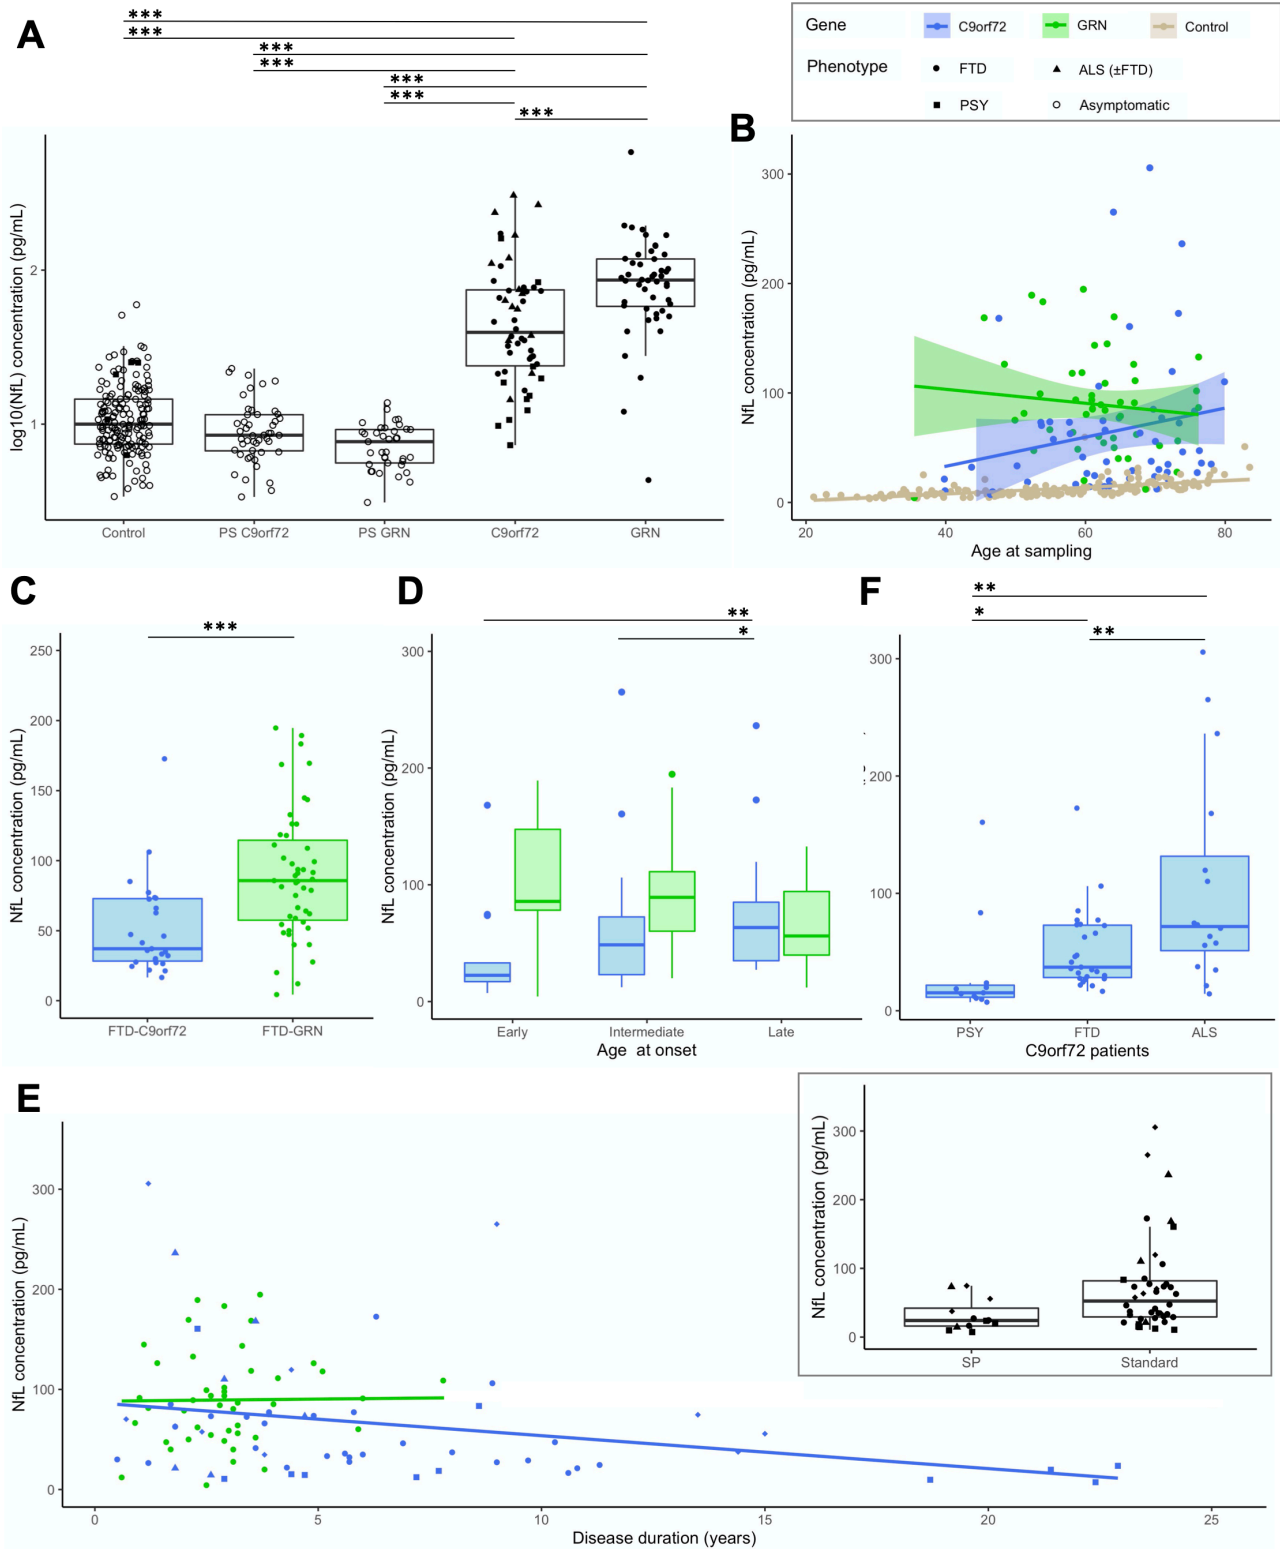 A
***
***
***
***
***
***
***
log10(NfL) concentration (pg/mL)
2
1
Control
PS C9orf72
PS GRN
C9orf72
GRN
Gene
C9orf72
GRN
Control
Phenotype
FTD
ALS (±FTD)
PSY
Asymptomatic
B
NfL concentration (pg/mL)
300
200
100
0
20
40
60
80
Age at sampling
C
***
NfL concentration (pg/mL)
250
200
150
100
50
0
FTD-C9orf72
FTD-GRN
D
**
*
NfL concentration (pg/mL)
300
200
100
0
Early
Intermediate
Late
Age at onset
F
**
*
**
300
200
100
0
PSY
FTD
ALS
C9orf72 patients
E
NfL concentration (pg/mL)
300
200
100
0
0
5
10
15
20
25
Disease duration (years)
NfL concentration (pg/mL)
300
200
100
0
SP
Standard